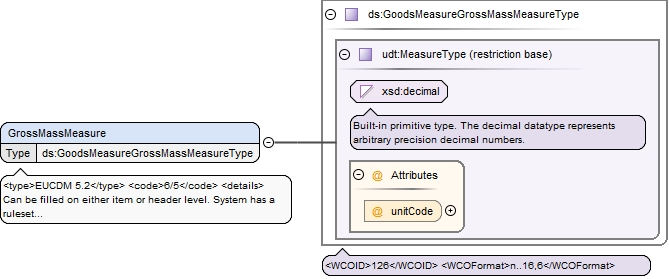 ds:GoodsMeasureGrossMassMeasureType
udt:MeasureType (restriction base)
xsd:decimal
Built-in primitive type. The decimal datatype represents
arbitrary precision decimal numbers.
GrossMassMeasure
Type ds:GoodsMeasureGrossMassMeasureType
<type>EUCDM 5.2</type> <code>6/5</code> <details>
Can be filled on either item or header level. System has a
ruleset...
@ Attributes
@ unitCode
<WCOID>126</WCOID> <WCOFormat>n..16,6</WCOFormat>